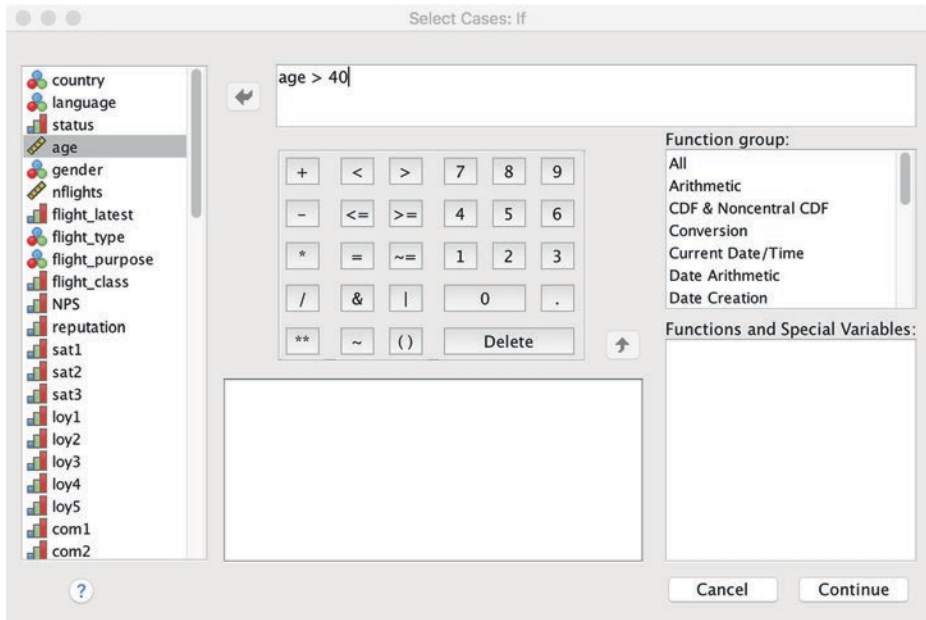 Select Cases: If
country
language
status
age
gender
nflights
flight_latest
flight_type
flight_purpose
flight_class
NPS
reputation
sat1
sat2
sat3
loy1
loy2
loy3
loy4
loy5
com1
com2
age > 40
+ < > 7 8 9
- <= >= 4 5 6
* = ~= 1 2 3
/ & | 0 .
** ~ () Delete
Function group:
All
Arithmetic
CDF & Noncentral CDF
Conversion
Current Date/Time
Date Arithmetic
Date Creation
Functions and Special Variables:
?
Cancel Continue